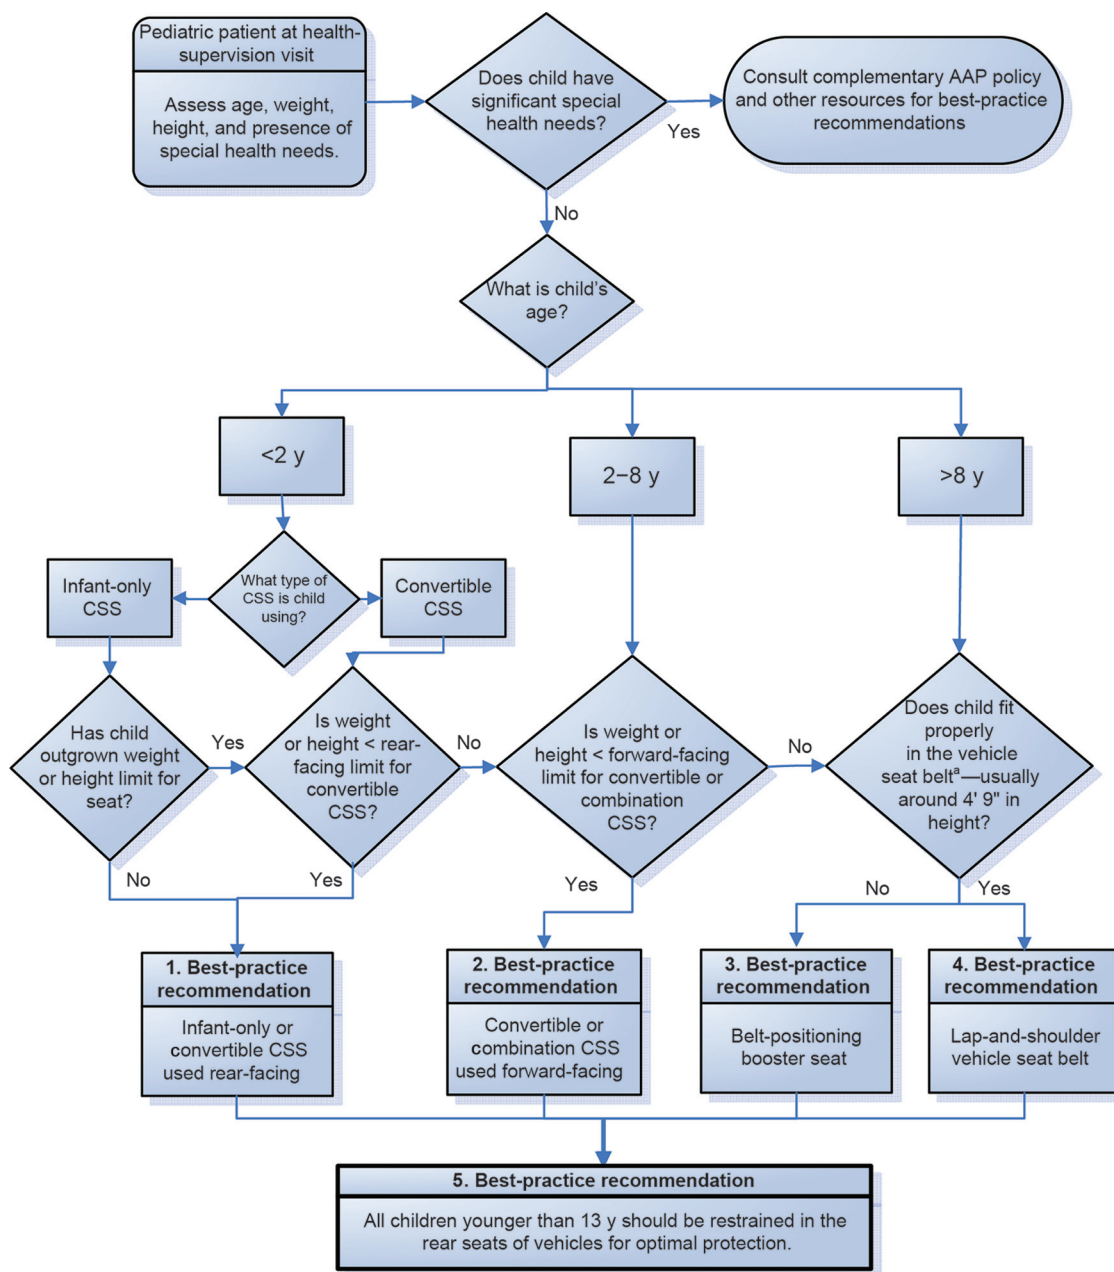 Pediatric patient at health-
supervision visit
Assess age, weight,
height, and presence of
special health needs.
Does child have
significant special
health needs?
Yes
Consult complementary AAP policy
and other resources for best-practice
recommendations
No
What is child's
age?
<2 y
2–8 y
>8 y
Infant-only
CSS
What type of
CSS is child
using?
Convertible
CSS
Has child
outgrown weight
or height limit for
seat?
Yes
Is weight
or height < rear-
facing limit for
convertible
CSS?
No
Is weight or
height < forward-facing
limit for convertible or
combination
CSS?
No
Does child fit
properly
in the vehicle
seat beltª—usually
around 4' 9" in
height?
No
Yes
Yes
No
Yes
1. Best-practice
recommendation
Infant-only or
convertible CSS
used rear-facing
2. Best-practice
recommendation
Convertible or
combination CSS
used forward-facing
3. Best-practice
recommendation
Belt-positioning
booster seat
4. Best-practice
recommendation
Lap-and-shoulder
vehicle seat belt
5. Best-practice recommendation
All children younger than 13 y should be restrained in the
rear seats of vehicles for optimal protection.